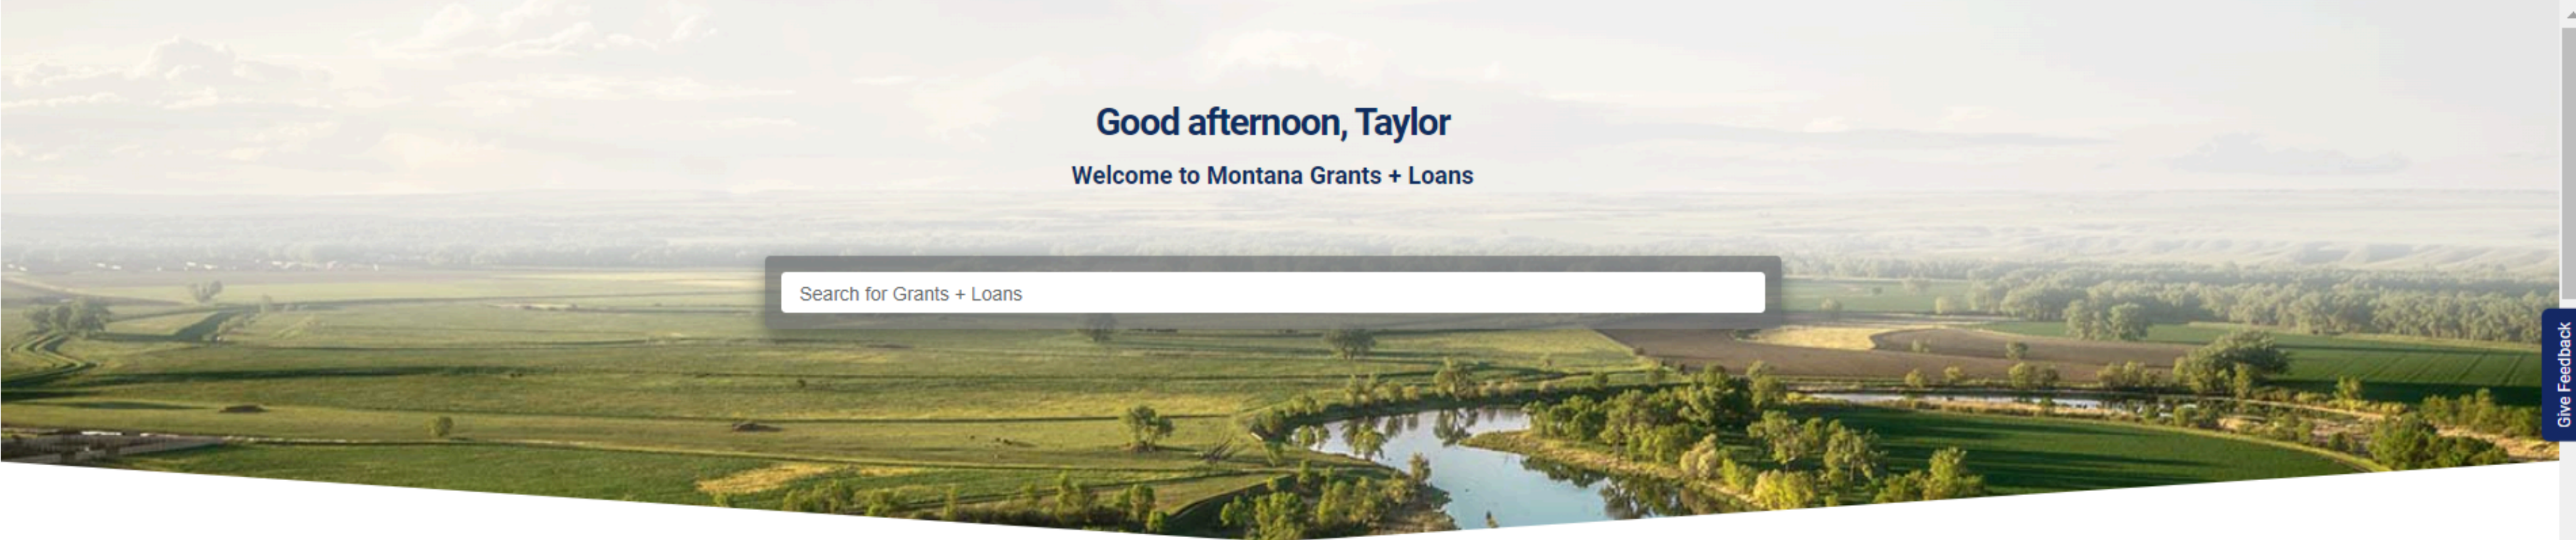 Good afternoon, Taylor
Welcome to Montana Grants + Loans
Search for Grants + Loans
Give Feedback